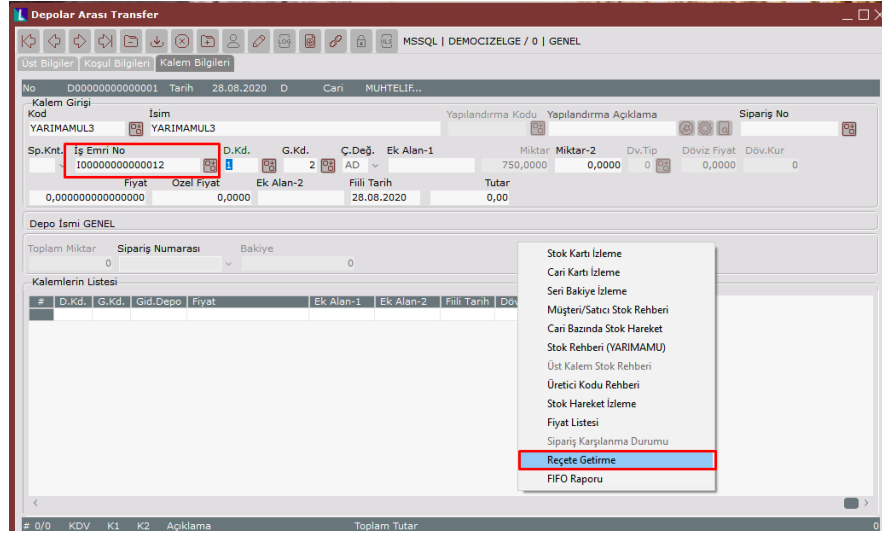 Depolar Arası Transfer
LOG
MSSQL | DEMOCIZELGE / 0 | GENEL
Üst Bilgiler Koşul Bilgileri Kalem Bilgileri
No D00000000000001 Tarih 28.08.2020 D Cari MUHTELİF...
Kalem Girişi
Kod İsim Yapılandırma Kodu Yapılandırma Açıklama Sipariş No
YARIMAMUL3 YARIMAMUL3
Sp.Knt. İş Emri No D.Kd. G.Kd. Ç.Değ. Ek Alan-1 Miktar Miktar-2 Dv.Tip Döviz Fiyat Döv.Kur
I00000000000012 1 2 AD 750,0000 0,0000 0 0,0000 0
Fiyat Özel Fiyat Ek Alan-2 Fiili Tarih Tutar
0,000000000000000 0,0000 28.08.2020 0,00
Depo İsmi GENEL
Toplam Miktar Sipariş Numarası Bakiye
0 0
Kalemlerin Listesi
# D.Kd. G.Kd. Gid.Depo Fiyat Ek Alan-1 Ek Alan-2 Fiili Tarih
Stok Kartı İzleme
Cari Kartı İzleme
Seri Bakiye İzleme
Müşteri/Satıcı Stok Rehberi
Cari Bazında Stok Hareket
Stok Rehberi (YARIMAMU)
Üst Kalem Stok Rehberi
Üretici Kodu Rehberi
Stok Hareket İzleme
Fiyat Listesi
Sipariş Karşılanma Durumu
Reçete Getirme
FIFO Raporu
# 0/0 KDV K1 K2 Açıklama Toplam Tutar 0